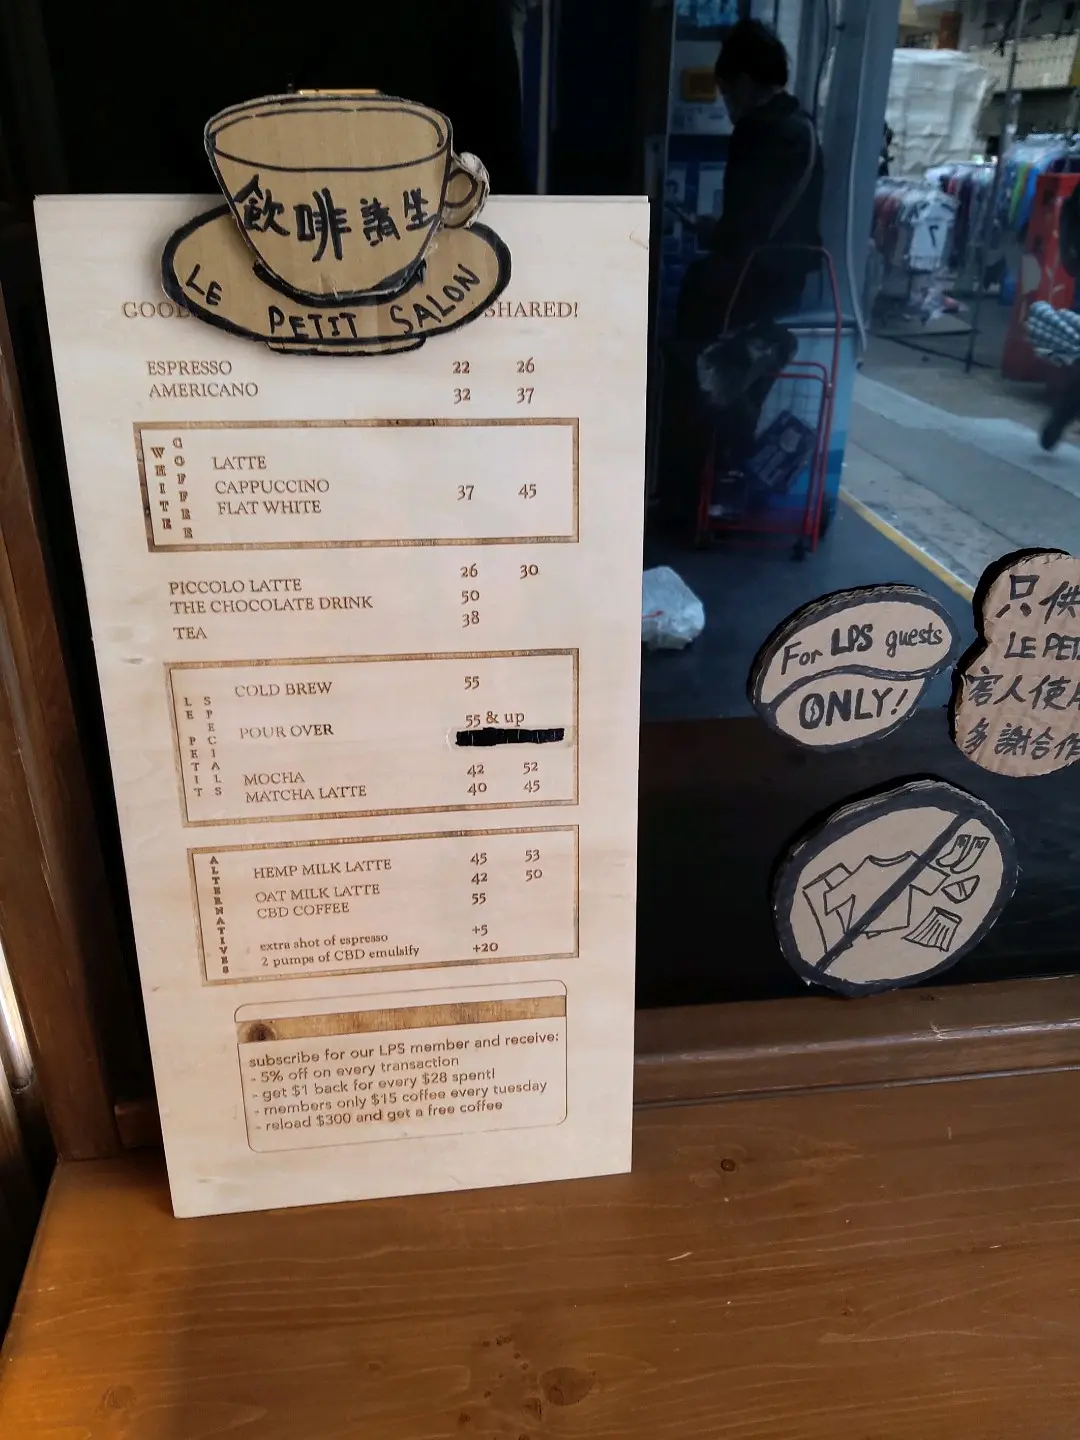 飲啡請坐
LE PETIT SALON
GOOD SHARED!
ESPRESSO 22 26
AMERICANO 32 37
WHITE COFFEE
LATTE
CAPPUCCINO 37 45
FLAT WHITE
PICCOLO LATTE 26 30
THE CHOCOLATE DRINK 50
TEA 38
LE PETIT SPECIALS
COLD BREW 55
POUR OVER 55 & up
MOCHA 42 52
MATCHA LATTE 40 45
ALTERNATIVES
HEMP MILK LATTE 45 53
OAT MILK LATTE 42 50
CBD COFFEE 55
extra shot of espresso +5
2 pumps of CBD emulsify +20
subscribe for our LPS member and receive:
- 5% off on every transaction
- get $1 back for every $28 spent!
- members only $15 coffee every tuesday
- reload $300 and get a free coffee
For LPS guests
ONLY!
只供
LE PET
客人使用
多謝合作